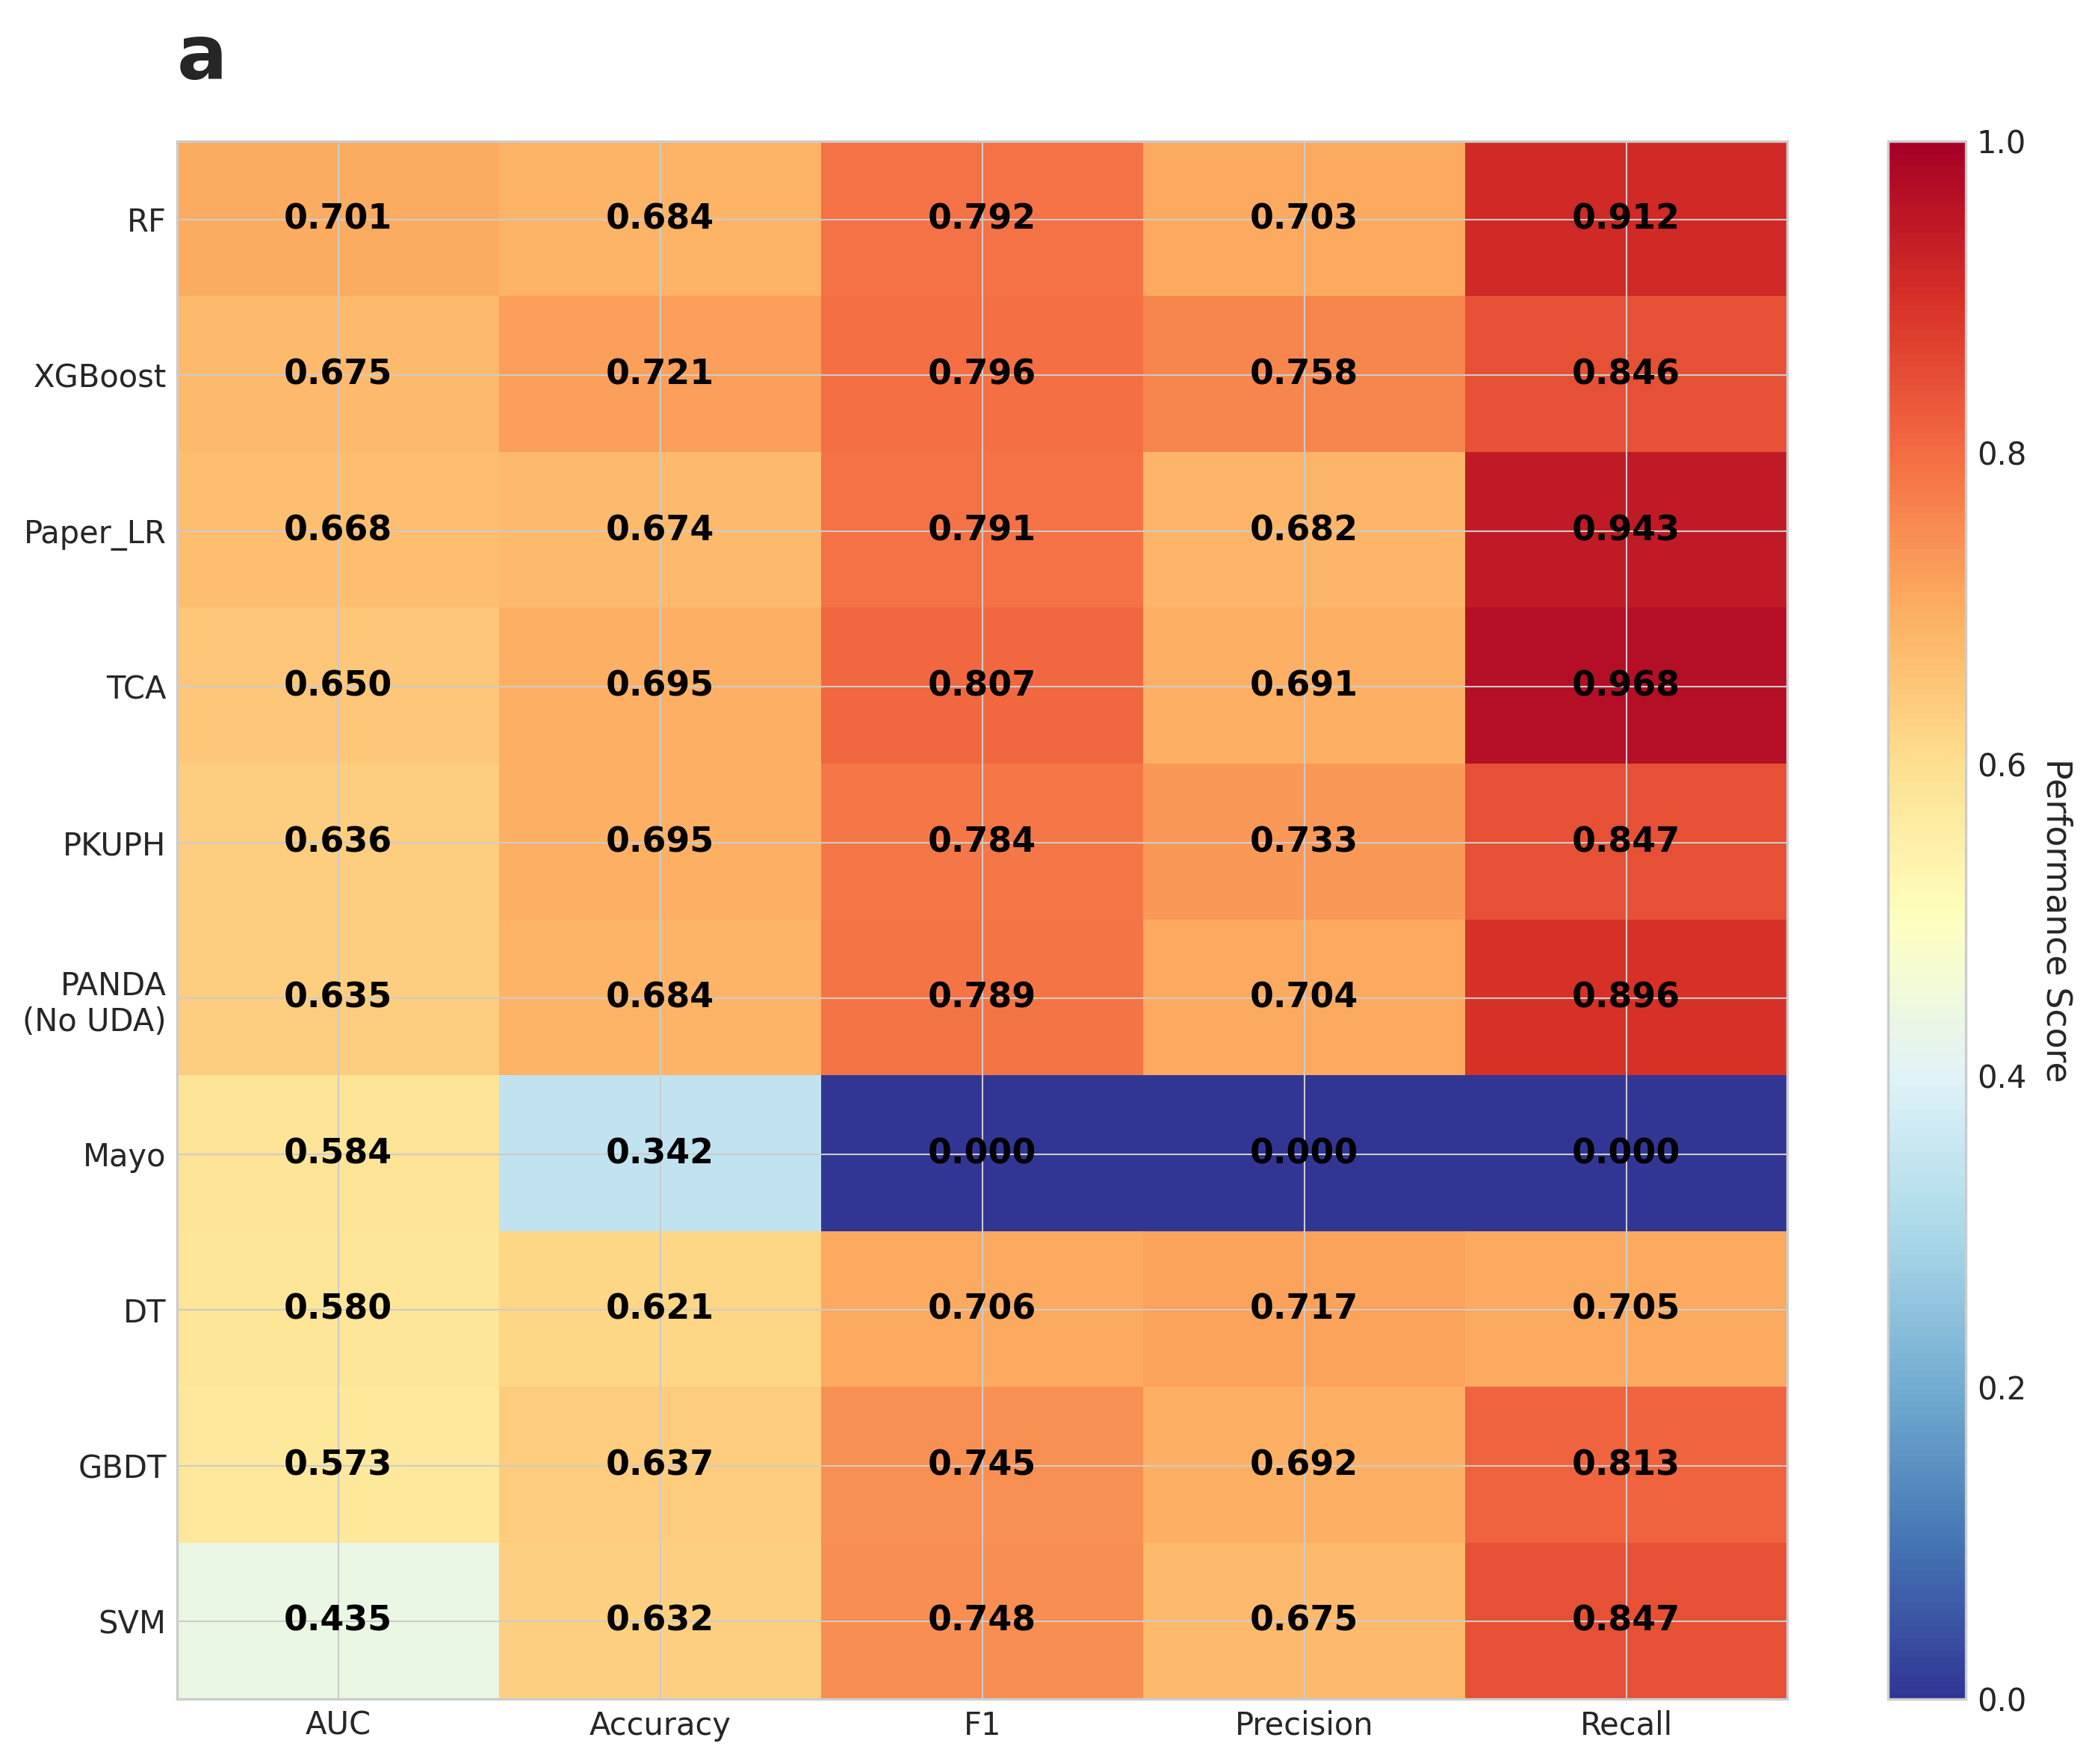 a
RF 0.701 0.684 0.792 0.703 0.912
XGBoost 0.675 0.721 0.796 0.758 0.846
Paper_LR 0.668 0.674 0.791 0.682 0.943
TCA 0.650 0.695 0.807 0.691 0.968
PKUPH 0.636 0.695 0.784 0.733 0.847
PANDA
(No UDA) 0.635 0.684 0.789 0.704 0.896
Mayo 0.584 0.342 0.000 0.000 0.000
DT 0.580 0.621 0.706 0.717 0.705
GBDT 0.573 0.637 0.745 0.692 0.813
SVM 0.435 0.632 0.748 0.675 0.847
AUC Accuracy F1 Precision Recall
1.0
0.8
0.6
0.4
0.2
0.0
Performance Score